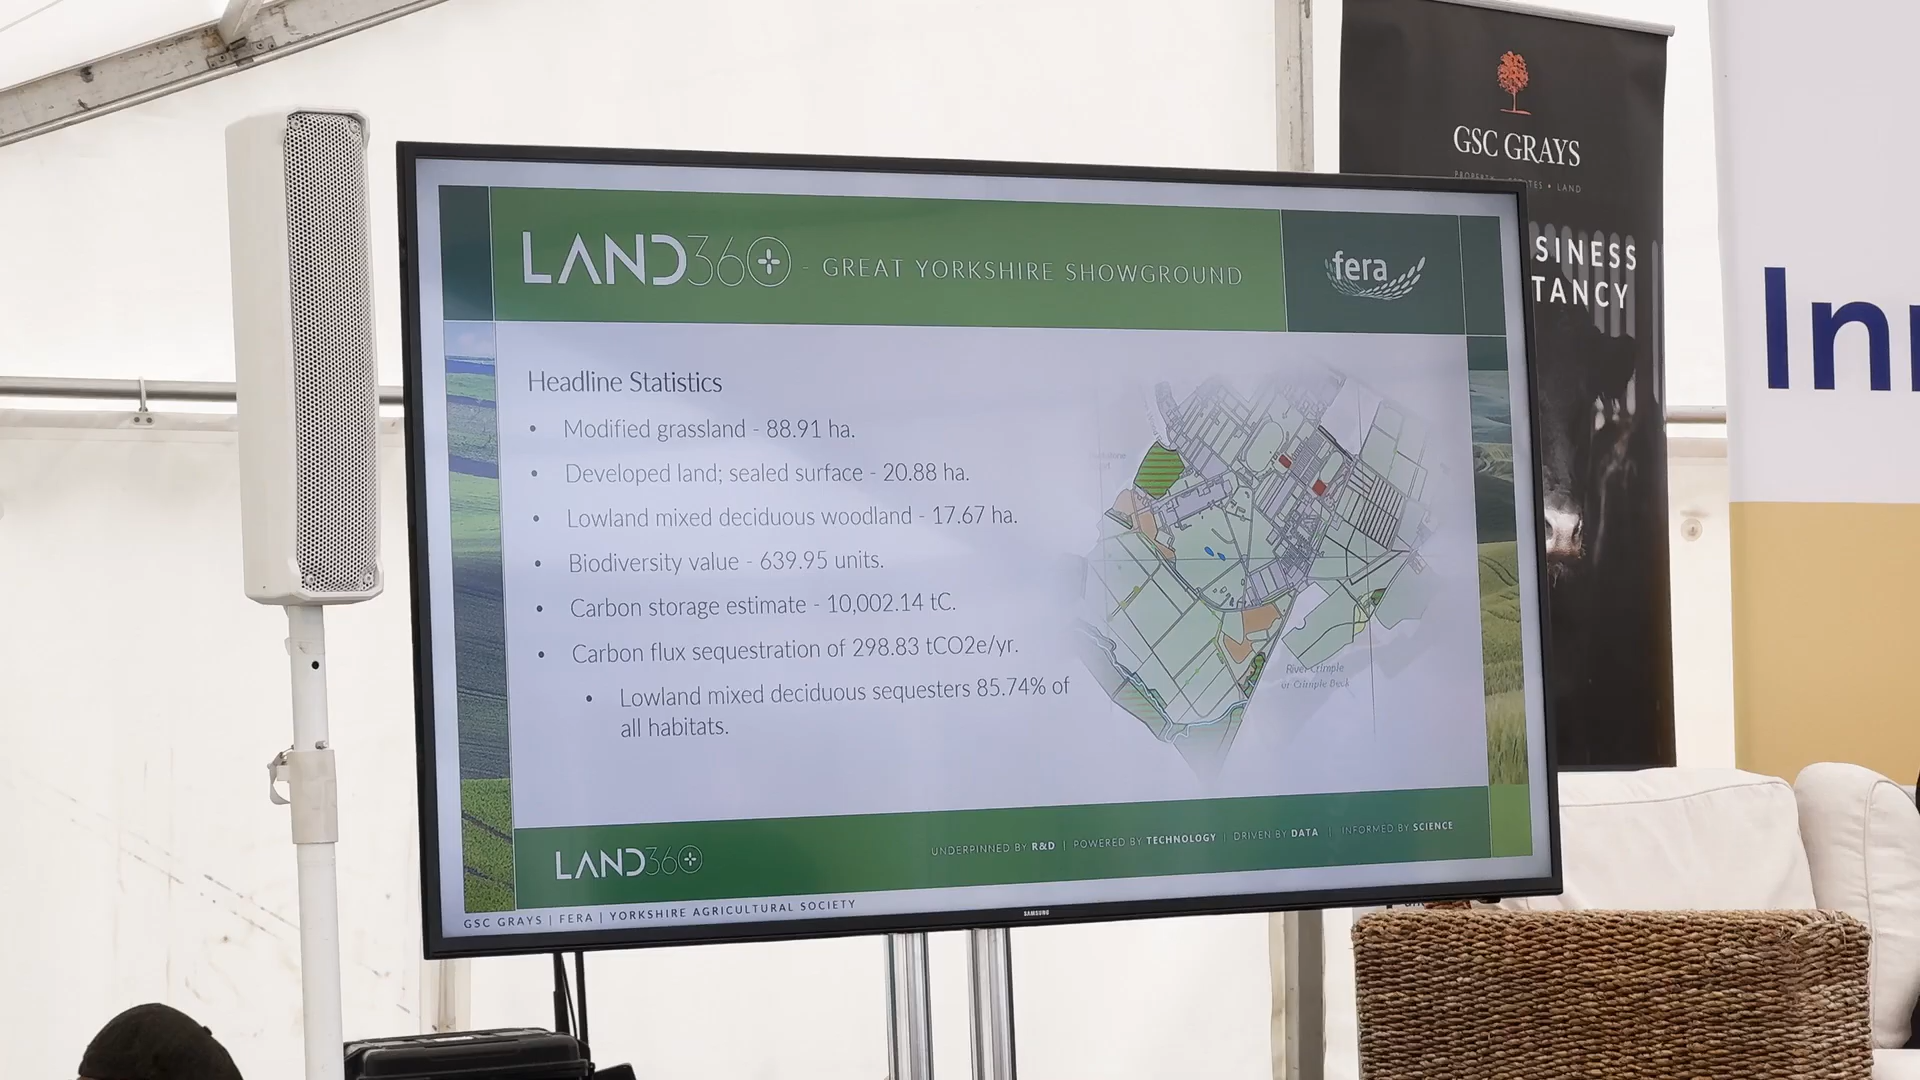 GSC GRAYS
LAND
SINESS
TANCY
Inn
LAND360 - GREAT YORKSHIRE SHOWGROUND
fera
Headline Statistics
• Modified grassland - 88.91 ha.
• Developed land; sealed surface - 20.88 ha.
• Lowland mixed deciduous woodland - 17.67 ha.
• Biodiversity value - 639.95 units.
• Carbon storage estimate - 10,002.14 tC.
• Carbon flux sequestration of 298.83 tCO2e/yr.
• Lowland mixed deciduous sequesters 85.74% of
all habitats.
River Crimple
or Crimple Beck
LAND360
UNDERPINNED BY R&D | POWERED BY TECHNOLOGY | DRIVEN BY DATA | INFORMED BY SCIENCE
GSC GRAYS | FERA | YORKSHIRE AGRICULTURAL SOCIETY
SAMSUNG